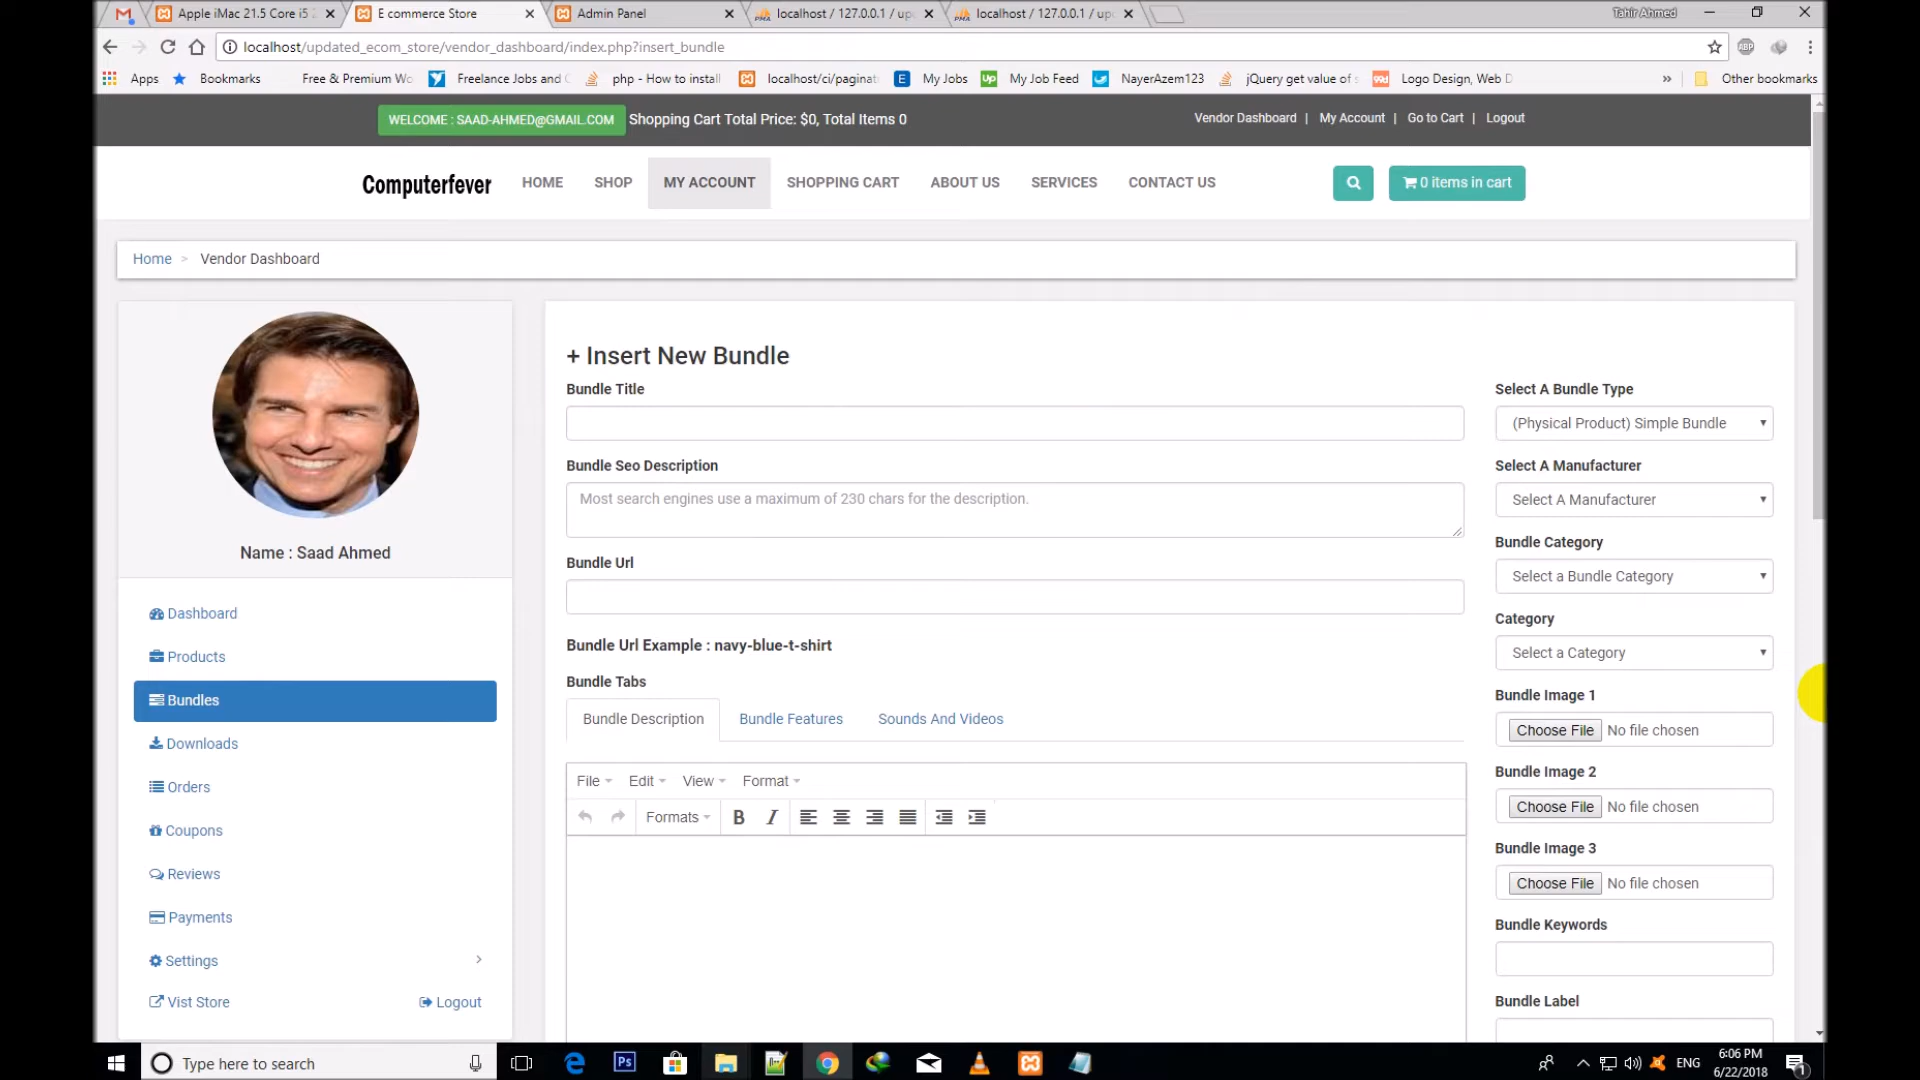 Apple iMac 21.5 Core i5 2
E commerce Store
Admin Panel
localhost / 127.0.0.1 / up
localhost / 127.0.0.1 / up
Tahir Ahmed
localhost/updated_ecom_store/vendor_dashboard/index.php?insert_bundle
Apps
Bookmarks
Free & Premium Wo
Freelance Jobs and
php - How to install
localhost/ci/paginat
My Jobs
My Job Feed
NayerAzem123
jQuery get value of
Logo Design, Web D
Other bookmarks
WELCOME : SAAD-AHMED@GMAIL.COM Shopping Cart Total Price: $0, Total Items 0
Vendor Dashboard | My Account | Go to Cart | Logout
Computerfever
HOME
SHOP
MY ACCOUNT
SHOPPING CART
ABOUT US
SERVICES
CONTACT US
0 items in cart
Home > Vendor Dashboard
Name : Saad Ahmed
Dashboard
Products
Bundles
Downloads
Orders
Coupons
Reviews
Payments
Settings
Vist Store
Logout
+ Insert New Bundle
Bundle Title
Bundle Seo Description
Most search engines use a maximum of 230 chars for the description.
Bundle Url
Bundle Url Example : navy-blue-t-shirt
Bundle Tabs
Bundle Description
Bundle Features
Sounds And Videos
File
Edit
View
Format
Formats
B
I
Select A Bundle Type
(Physical Product) Simple Bundle
Select A Manufacturer
Select A Manufacturer
Bundle Category
Select a Bundle Category
Category
Select a Category
Bundle Image 1
Choose File No file chosen
Bundle Image 2
Choose File No file chosen
Bundle Image 3
Choose File No file chosen
Bundle Keywords
Bundle Label
Type here to search
Ps
ENG
6:06 PM
6/22/2018